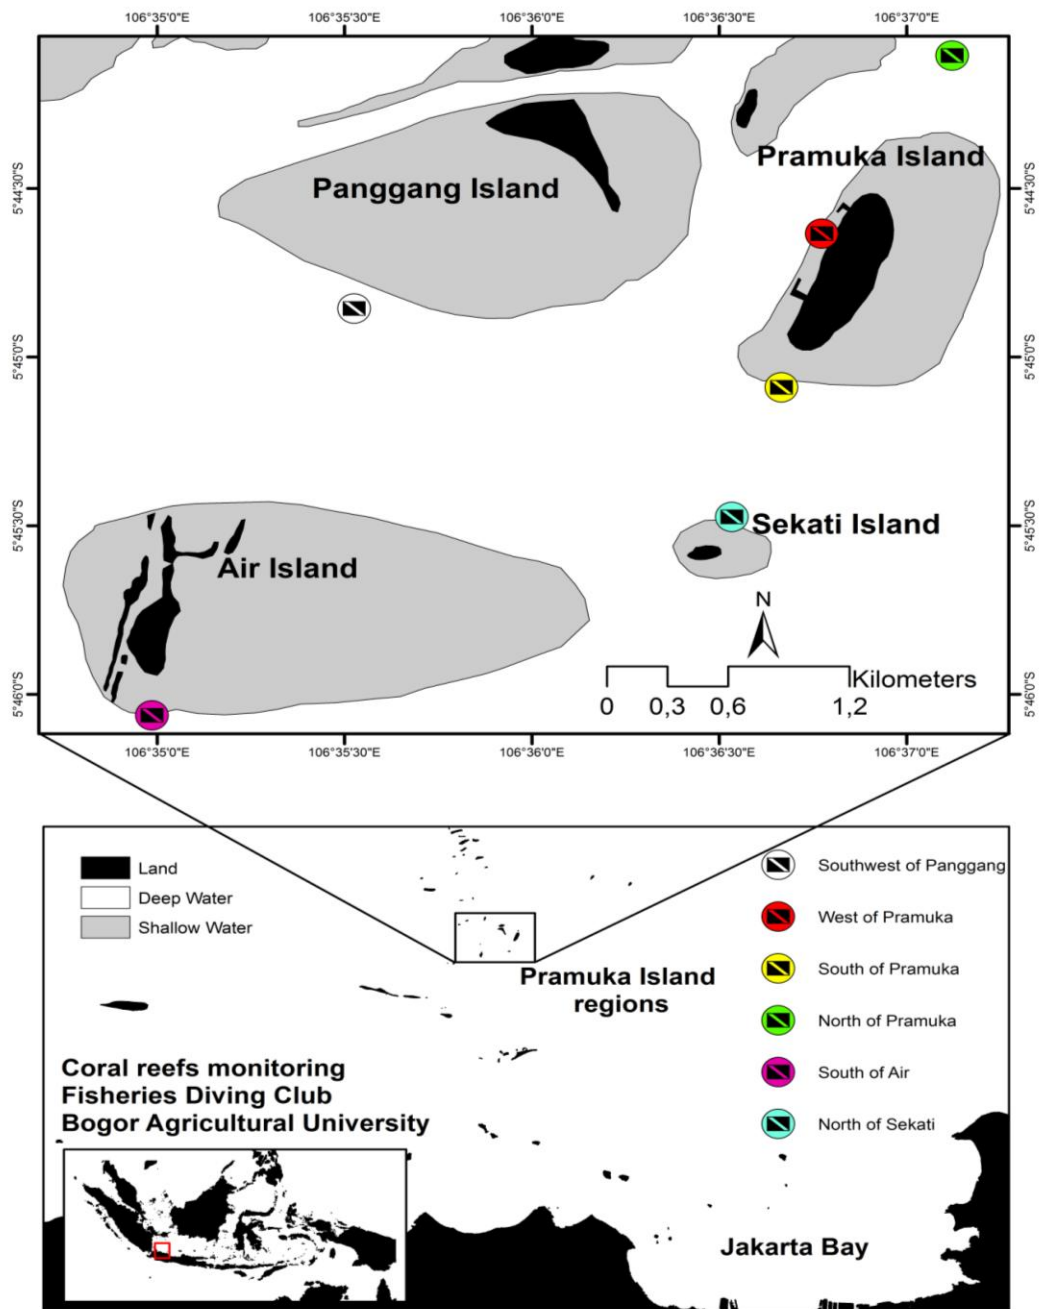 106°35'0"E 106°35'30"E 106°36'0"E 106°36'30"E 106°37'0"E
Pramuka Island
Panggang Island
5°44'30"S 5°44'30"S
5°45'0"S 5°45'0"S
Sekati Island
5°45'30"S 5°45'30"S
Air Island
N
Kilometers
0 0,3 0,6 1,2
5°46'0"S 5°46'0"S
106°35'0"E 106°35'30"E 106°36'0"E 106°36'30"E 106°37'0"E
Land
Deep Water
Shallow Water
Southwest of Panggang
West of Pramuka
South of Pramuka
North of Pramuka
South of Air
North of Sekati
Pramuka Island
regions
Coral reefs monitoring
Fisheries Diving Club
Bogor Agricultural University
Jakarta Bay